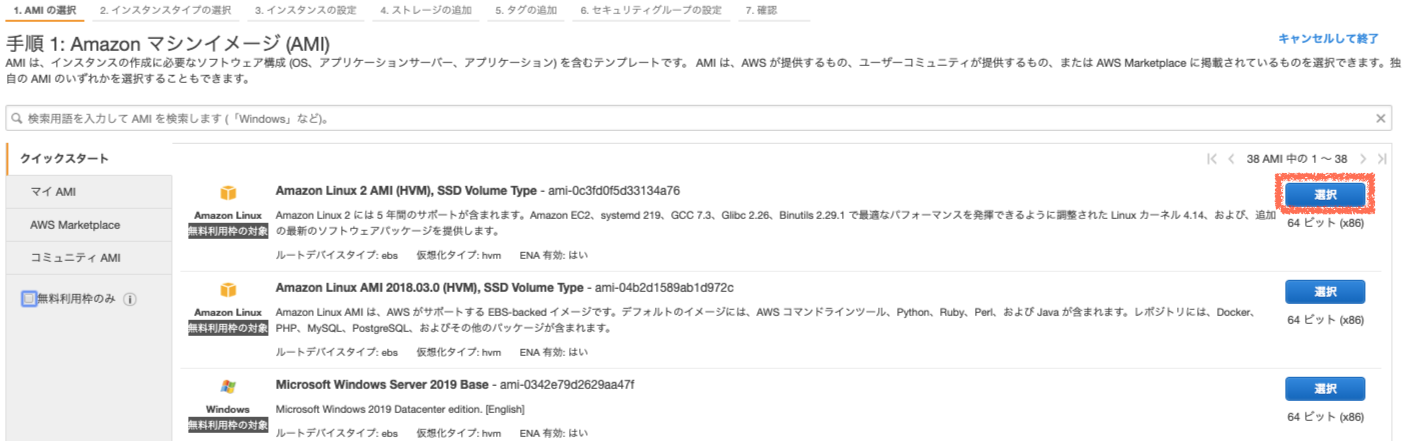 1. AMI の選択 2. インスタンスタイプの選択 3. インスタンスの設定 4. ストレージの追加 5. タグの追加 6. セキュリティグループの設定 7. 確認
手順 1: Amazon マシンイメージ (AMI)
キャンセルして終了
AMI は、インスタンスの作成に必要なソフトウェア構成 (OS、アプリケーションサーバー、アプリケーション) を含むテンプレートです。 AMI は、AWS が提供するもの、ユーザーコミュニティが提供するもの、または AWS Marketplace に掲載されているものを選択できます。独
自の AMI のいずれかを選択することもできます。
検索用語を入力して AMI を検索します (「Windows」など)。
クイックスタート
マイ AMI
AWS Marketplace
コミュニティ AMI
無料利用枠のみ
38 AMI 中の 1 ～ 38
Amazon Linux
無料利用枠の対象
Amazon Linux 2 AMI (HVM), SSD Volume Type - ami-0c3fd0f5d33134a76
Amazon Linux 2 には 5 年間のサポートが含まれます。Amazon EC2、systemd 219、GCC 7.3、Glibc 2.26、Binutils 2.29.1 で最適なパフォーマンスを発揮できるように調整された Linux カーネル 4.14、および、追加
の最新のソフトウェアパッケージを提供します。
ルートデバイスタイプ: ebs 仮想化タイプ: hvm ENA 有効: はい
選択
64 ビット (x86)
Amazon Linux
無料利用枠の対象
Amazon Linux AMI 2018.03.0 (HVM), SSD Volume Type - ami-04b2d1589ab1d972c
Amazon Linux AMI は、AWS がサポートする EBS-backed イメージです。デフォルトのイメージには、AWS コマンドラインツール、Python、Ruby、Perl、および Java が含まれます。レポジトリには、Docker、
PHP、MySQL、PostgreSQL、およびその他のパッケージが含まれます。
ルートデバイスタイプ: ebs 仮想化タイプ: hvm ENA 有効: はい
選択
64 ビット (x86)
Windows
無料利用枠の対象
Microsoft Windows Server 2019 Base - ami-0342e79d2629aa47f
Microsoft Windows 2019 Datacenter edition. [English]
ルートデバイスタイプ: ebs 仮想化タイプ: hvm ENA 有効: はい
選択
64 ビット (x86)